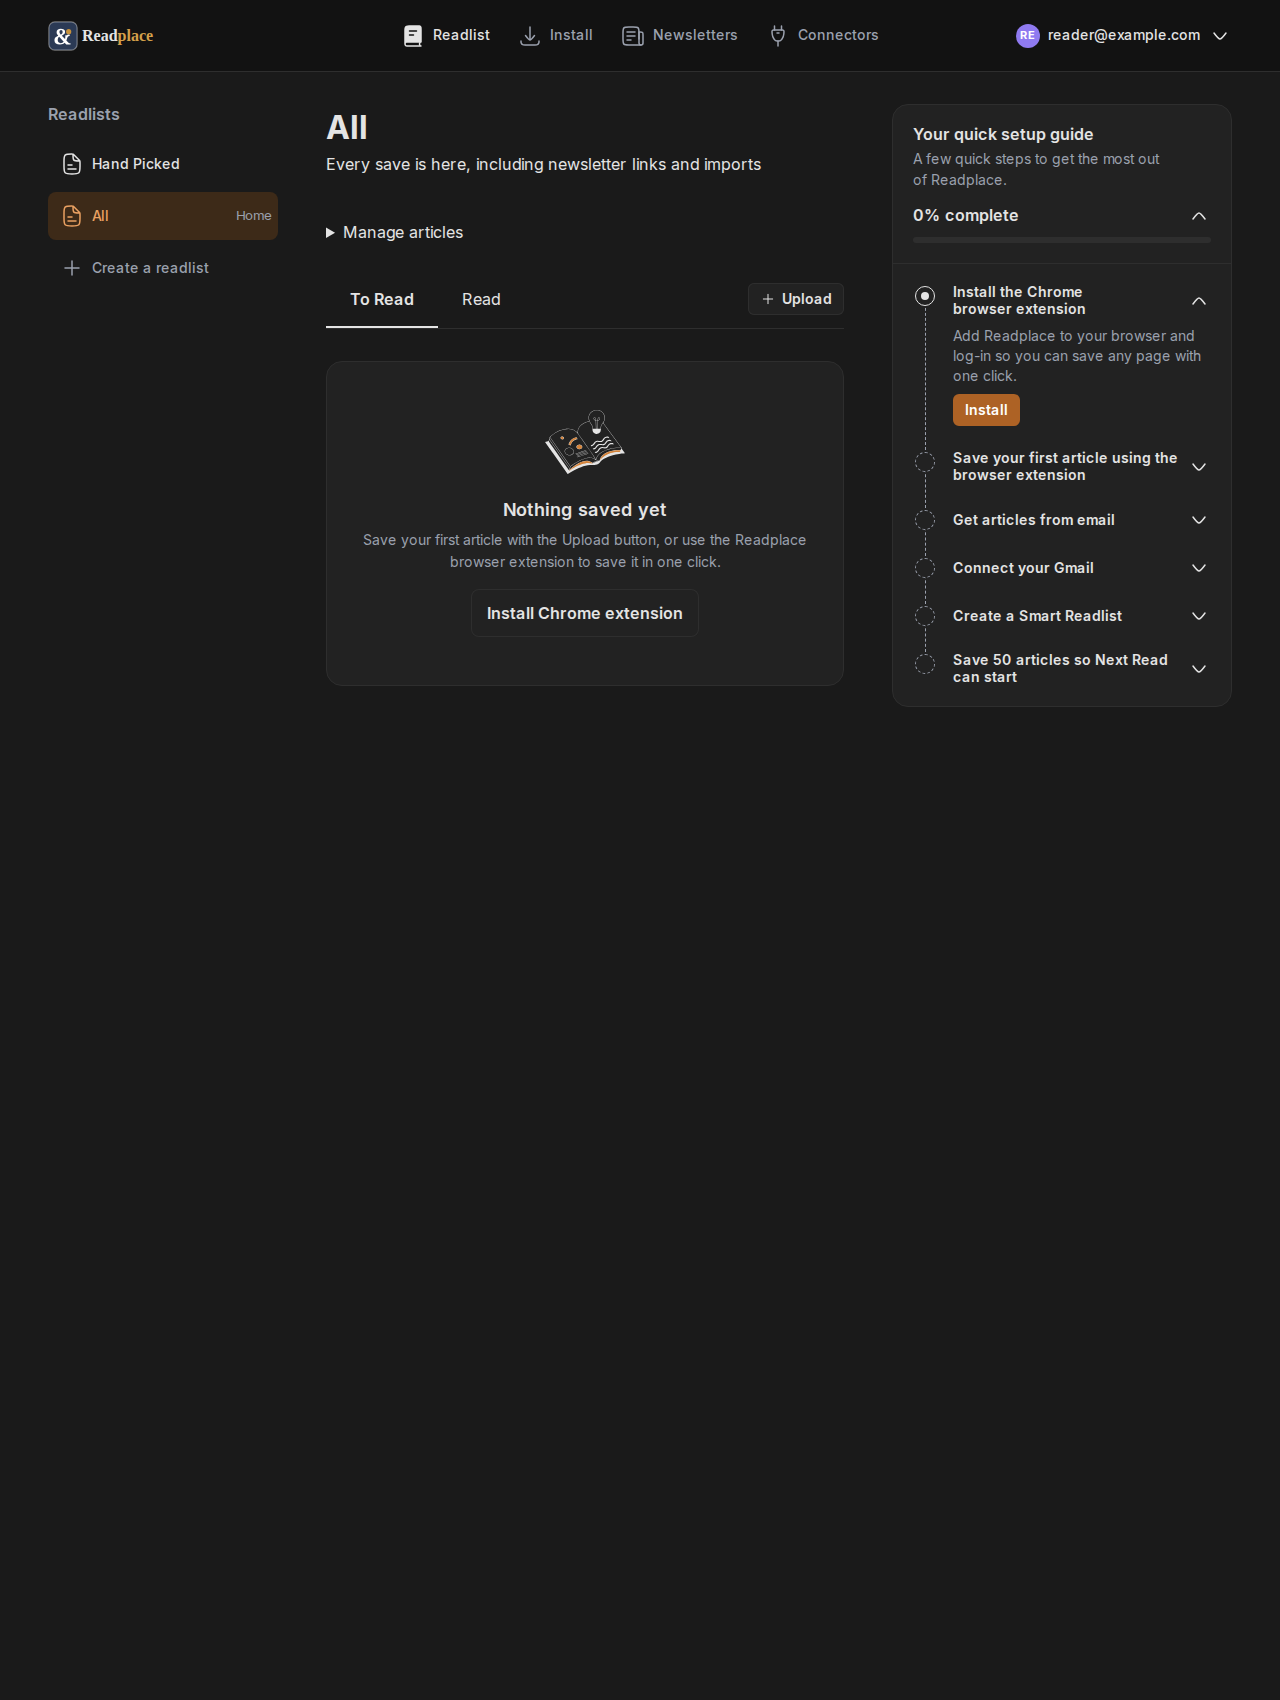 & Readplace
Readlist
Install
Newsletters
Connectors
RE
reader@example.com
Readlists
Hand Picked
All
Home
Create a readlist
All
Every save is here, including newsletter links and imports
Manage articles
To Read
Read
Upload
Nothing saved yet
Save your first article with the Upload button, or use the Readplace
browser extension to save it in one click.
Install Chrome extension
Your quick setup guide
A few quick steps to get the most out
of Readplace.
0% complete
Install the Chrome
browser extension
Add Readplace to your browser and
log-in so you can save any page with
one click.
Install
Save your first article using the
browser extension
Get articles from email
Connect your Gmail
Create a Smart Readlist
Save 50 articles so Next Read
can start